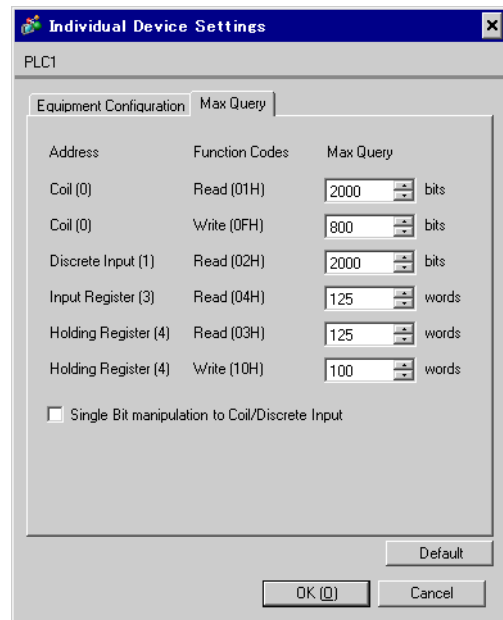 Individual Device Settings
PLC1
Equipment Configuration Max Query
Address Function Codes Max Query
Coil (0) Read (01H) 2000 bits
Coil (0) Write (0FH) 800 bits
Discrete Input (1) Read (02H) 2000 bits
Input Register (3) Read (04H) 125 words
Holding Register (4) Read (03H) 125 words
Holding Register (4) Write (10H) 100 words
Single Bit manipulation to Coil/Discrete Input
Default
OK (O) Cancel